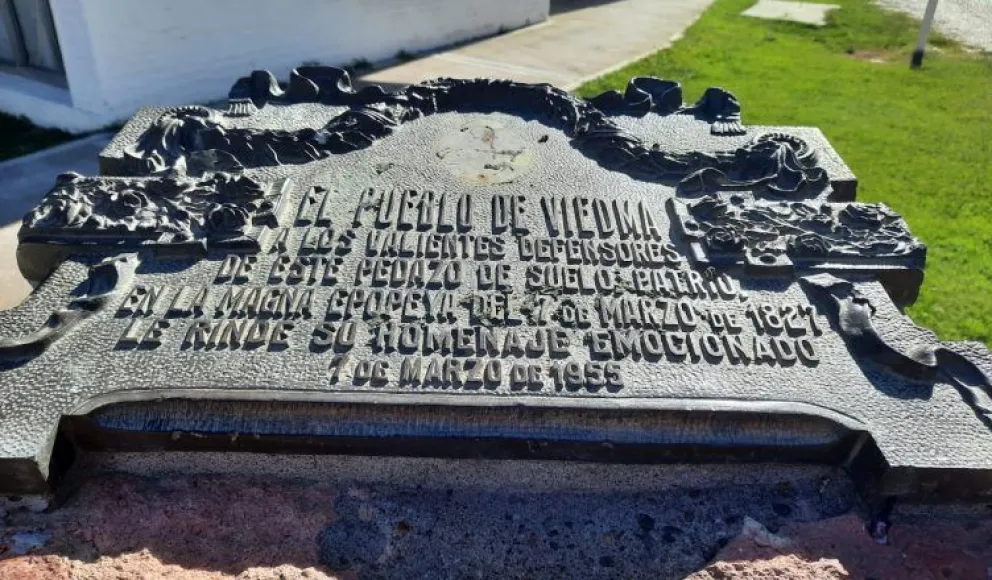 EL PUEBLO DE VIEDMA
A LOS VALIENTES DEFENSORES
DE ESTE PEDAZO DE SUELO PATRIO,
EN LA MAGNA EPOPEYA DEL 7 DE MARZO DE 1827
LE RINDE SU HOMENAJE EMOCIONADO
7 DE MARZO DE 1955